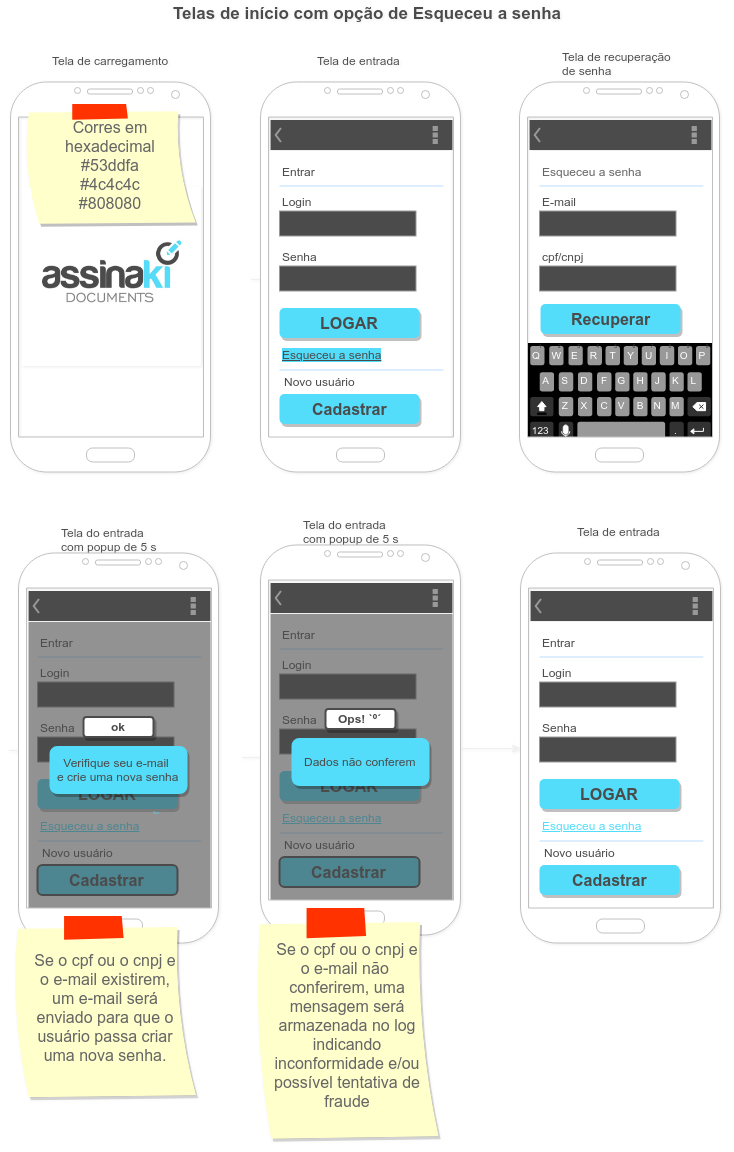 Telas de início com opção de Esqueceu a senha
Tela de carregamento
Corres em
hexadecimal
#53ddfa
#4c4c4c
#808080
assinaki
DOCUMENTS
Tela de entrada
Entrar
Login
Senha
LOGAR
Esqueceu a senha
Novo usuário
Cadastrar
Tela de recuperação
de senha
Esqueceu a senha
E-mail
cpf/cnpj
Recuperar
Q W E R T Y U I O P
A S D F G H J K L
Z X C V B N M
123 .
Tela do entrada
com popup de 5 s
Entrar
Login
Senha
ok
Verifique seu e-mail
e crie uma nova senha
LOGAR
Esqueceu a senha
Novo usuário
Cadastrar
Se o cpf ou o cnpj e
o e-mail existirem,
um e-mail será
enviado para que o
usuário passa criar
uma nova senha.
Tela do entrada
com popup de 5 s
Entrar
Login
Senha
Ops! `º´
Dados não conferem
LOGAR
Esqueceu a senha
Novo usuário
Cadastrar
Se o cpf ou o cnpj e
o e-mail não
conferirem, uma
mensagem será
armazenada no log
indicando
inconformidade e/ou
possível tentativa de
fraude
Tela de entrada
Entrar
Login
Senha
LOGAR
Esqueceu a senha
Novo usuário
Cadastrar